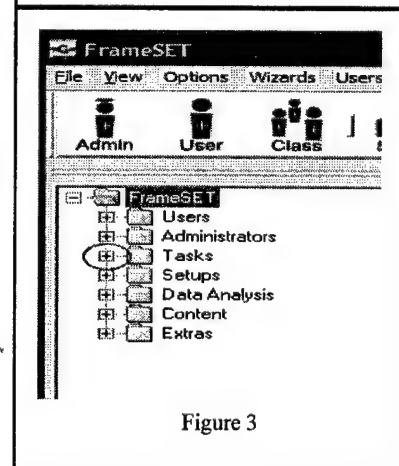 FrameSET
File View Options Wizards Users
Admin User Class
FrameSET
Users
Administrators
Tasks
Setups
Data Analysis
Content
Extras
Figure 3